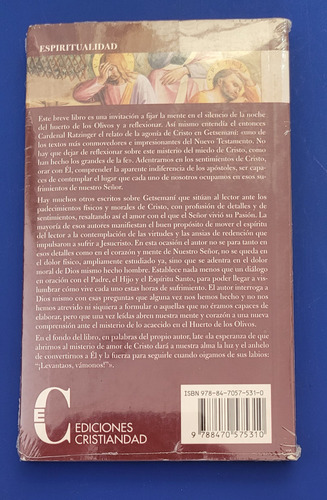 ESPIRITUALIDAD
Este breve libro es una invitación a fijar la mente en el silencio de la noche
del huerto de los Olivos y a reflexionar. Así mismo entendía el entonces
Cardenal Ratzinger el relato de la agonía de Cristo en Getsemaní: «uno de
los textos más conmovedores e impresionantes del Nuevo Testamento. No
hay que dejar de reflexionar sobre este misterio del miedo de Cristo, como
han hecho los grandes de la fe». Adentrarnos en los sentimientos de Cristo,
orar con Él, comprender la aparente indiferencia de los apóstoles, ser capa-
ces de contemplar el lugar que cada uno de nosotros ocupamos en esos su-
frimientos de nuestro Señor.
Hay muchos otros escritos sobre Getsemaní que sitúan al lector ante los
padecimientos físicos y morales de Cristo, con profusión de detalles y de
sentimientos, resaltando así el amor con el que el Señor vivió su Pasión. La
mayoría de esos autores manifiestan el buen propósito de mover el espíritu
del lector a la contemplación de las virtudes y las ansias de redención que
impulsaron a sufrir a Jesucristo. En esta ocasión el autor no se para tanto en
esos detalles como en el corazón y mente de Nuestro Señor, no se queda en
el dolor físico, ampliamente estudiado ya, sino que se adentra en el dolor
moral de Dios mismo hecho hombre. Establece nada menos que un diálogo
en oración con el Padre, el Hijo y el Espíritu Santo, para poder llegar a vis-
lumbrar cómo vive cada uno estas horas de sufrimiento. El autor interroga a
Dios mismo con esas preguntas que alguna vez nos hemos hecho y no nos
hemos atrevido ni siquiera a formular o aquellas que no éramos capaces de
elaborar, pero que una vez leídas abren nuestra mente y corazón a una nueva
comprensión ante el misterio de lo acaecido en el Huerto de los Olivos.
En el fondo del libro, en palabras del propio autor, late «la esperanza de que
abrirnos al misterio de amor de Cristo dará a nuestra alma la luz y el anhelo
de convertirnos a Él y la fuerza para seguirle cuando oigamos de sus labios:
"¡Levantaos, vámonos!"».
EC
EDICIONES
CRISTIANDAD
ISBN 978-84-7057-531-0
9 788470 575310